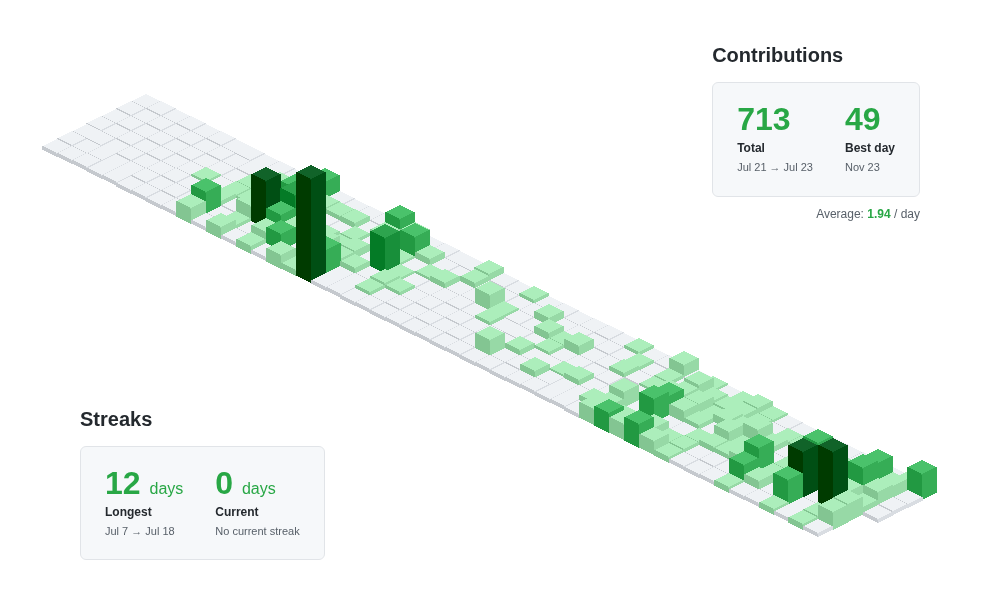 Contributions
713 49
Total Best day
Jul 21 → Jul 23 Nov 23
Average: 1.94 / day
Streaks
12 days 0 days
Longest Current
Jul 7 → Jul 18 No current streak